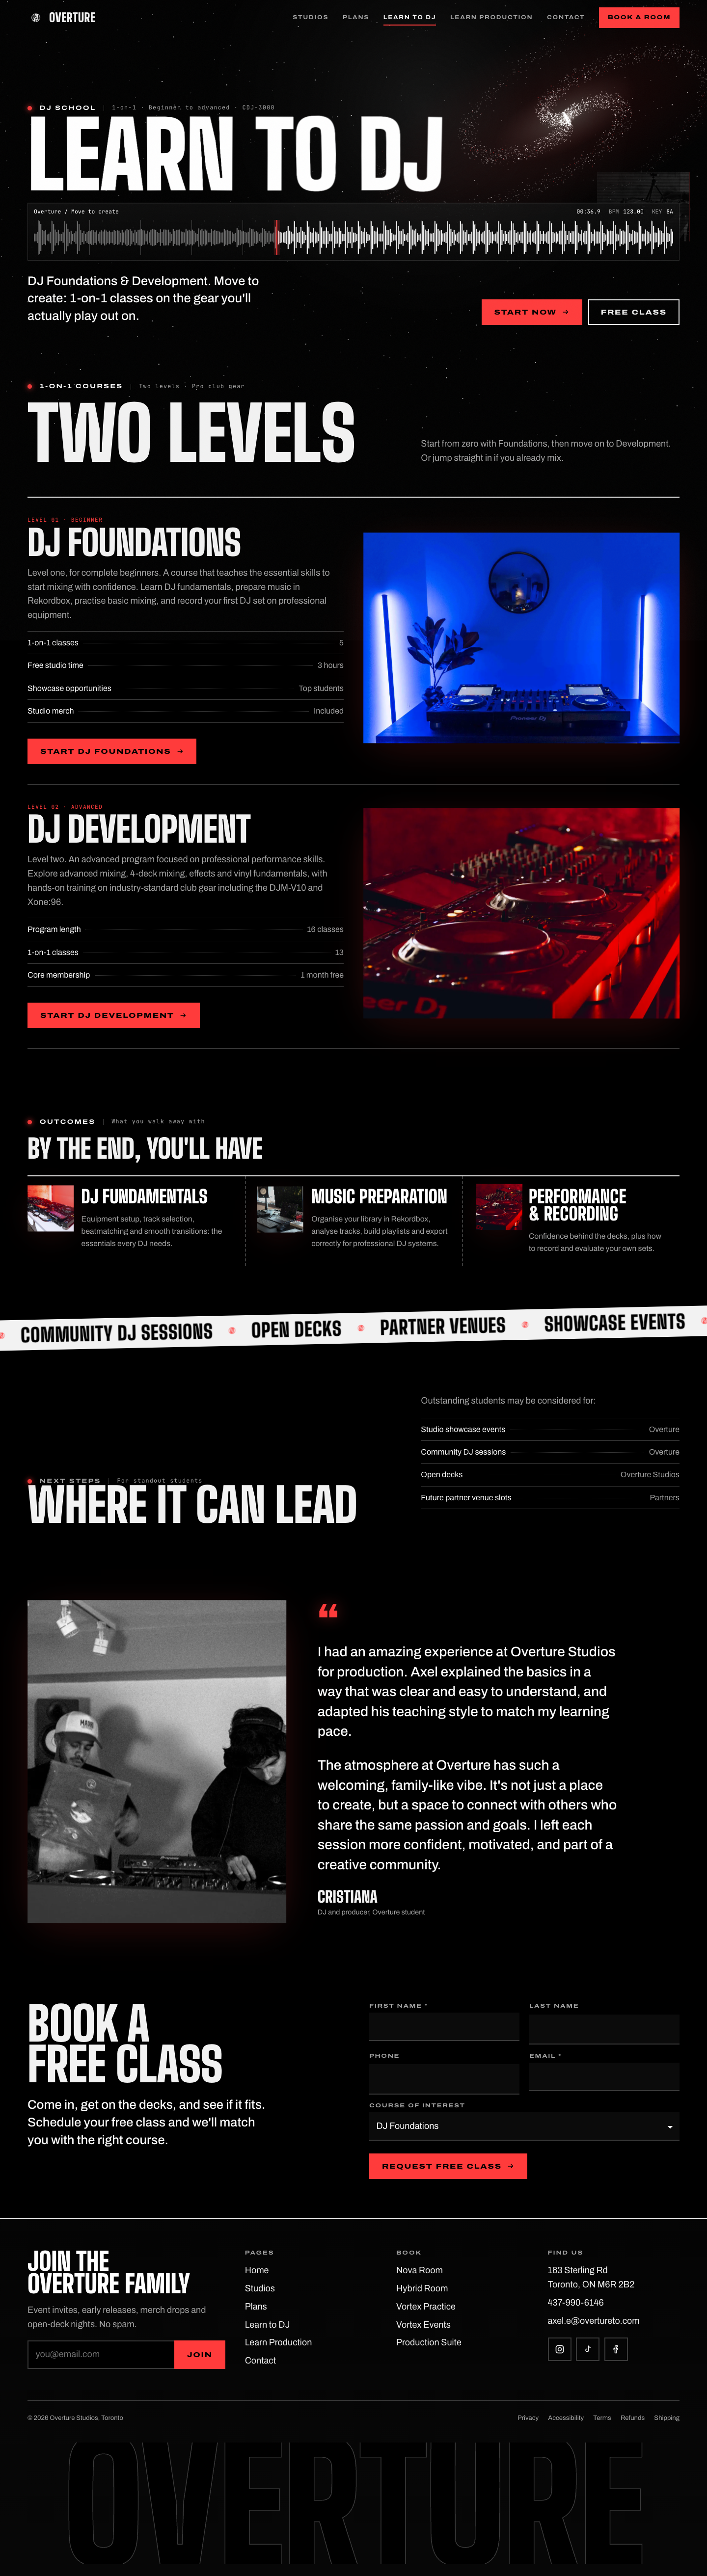 OVERTURE
STUDIOS
PLANS
LEARN TO DJ
LEARN PRODUCTION
CONTACT
BOOK A ROOM
DJ SCHOOL | 1-on-1 · Beginner to advanced · CDJ-3000
LEARN TO DJ
Overture / Move to create
00:36.9 BPM 128.00 KEY 8A
DJ Foundations & Development. Move to
create: 1-on-1 classes on the gear you'll
actually play out on.
START NOW →
FREE CLASS
1-ON-1 COURSES | Two levels · Pro club gear
TWO LEVELS
Start from zero with Foundations, then move on to Development.
Or jump straight in if you already mix.
LEVEL 01 · BEGINNER
DJ FOUNDATIONS
Level one, for complete beginners. A course that teaches the essential skills to
start mixing with confidence. Learn DJ fundamentals, prepare music in
Rekordbox, practise basic mixing, and record your first DJ set on professional
equipment.
1-on-1 classes 5
Free studio time 3 hours
Showcase opportunities Top students
Studio merch Included
START DJ FOUNDATIONS →
Pioneer Dj
LEVEL 02 · ADVANCED
DJ DEVELOPMENT
Level two. An advanced program focused on professional performance skills.
Explore advanced mixing, 4-deck mixing, effects and vinyl fundamentals, with
hands-on training on industry-standard club gear including the DJM-V10 and
Xone:96.
Program length 16 classes
1-on-1 classes 13
Core membership 1 month free
START DJ DEVELOPMENT →
eer Dj
OUTCOMES | What you walk away with
BY THE END, YOU'LL HAVE
DJ FUNDAMENTALS
Equipment setup, track selection,
beatmatching and smooth transitions: the
essentials every DJ needs.
MUSIC PREPARATION
Organise your library in Rekordbox,
analyse tracks, build playlists and export
correctly for professional DJ systems.
PERFORMANCE
& RECORDING
Confidence behind the decks, plus how
to record and evaluate your own sets.
COMMUNITY DJ SESSIONS OPEN DECKS PARTNER VENUES SHOWCASE EVENTS
Outstanding students may be considered for:
Studio showcase events Overture
Community DJ sessions Overture
Open decks Overture Studios
Future partner venue slots Partners
NEXT STEPS | For standout students
WHERE IT CAN LEAD
“
I had an amazing experience at Overture Studios
for production. Axel explained the basics in a
way that was clear and easy to understand, and
adapted his teaching style to match my learning
pace.
The atmosphere at Overture has such a
welcoming, family-like vibe. It's not just a place
to create, but a space to connect with others who
share the same passion and goals. I left each
session more confident, motivated, and part of a
creative community.
CRISTIANA
DJ and producer, Overture student
BOOK A
FREE CLASS
Come in, get on the decks, and see if it fits.
Schedule your free class and we'll match
you with the right course.
FIRST NAME *
LAST NAME
PHONE
EMAIL *
COURSE OF INTEREST
DJ Foundations
REQUEST FREE CLASS →
JOIN THE
OVERTURE FAMILY
Event invites, early releases, merch drops and
open-deck nights. No spam.
you@email.com
JOIN
PAGES
Home
Studios
Plans
Learn to DJ
Learn Production
Contact
BOOK
Nova Room
Hybrid Room
Vortex Practice
Vortex Events
Production Suite
FIND US
163 Sterling Rd
Toronto, ON M6R 2B2
437-990-6146
axel.e@overtureto.com
© 2026 Overture Studios, Toronto
Privacy Accessibility Terms Refunds Shipping
OVERTURE